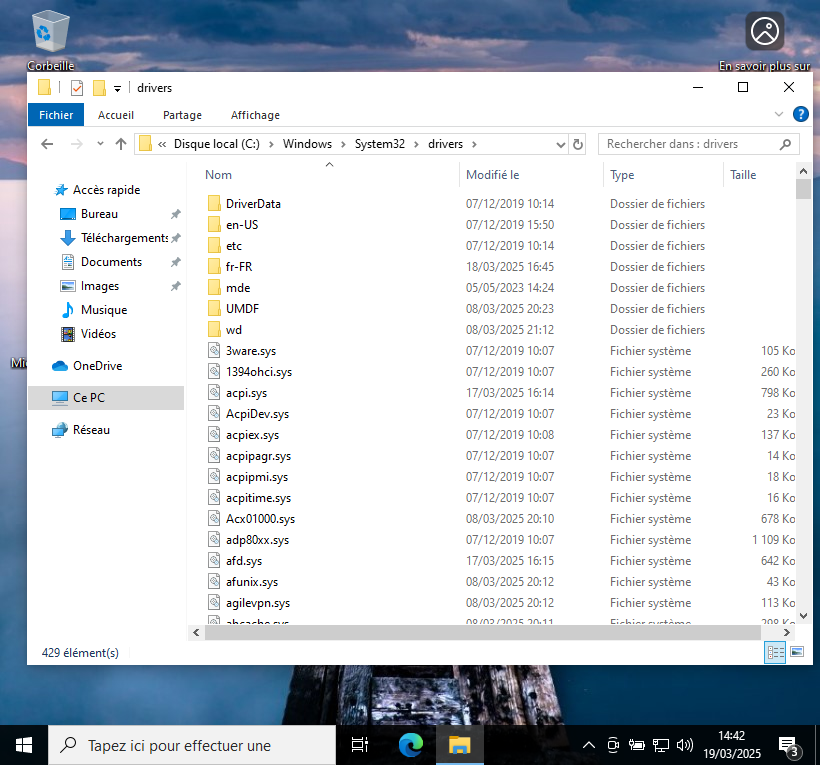 Corbeille
En savoir plus sur
drivers
Fichier Accueil Partage Affichage
« Disque local (C:) > Windows > System32 > drivers >
Rechercher dans : drivers
Nom Modifié le Type Taille
Accès rapide
Bureau
Téléchargements
Documents
Images
Musique
Vidéos
OneDrive
Ce PC
Réseau
DriverData 07/12/2019 10:14 Dossier de fichiers
en-US 07/12/2019 15:50 Dossier de fichiers
etc 07/12/2019 10:14 Dossier de fichiers
fr-FR 18/03/2025 16:45 Dossier de fichiers
mde 05/05/2023 14:24 Dossier de fichiers
UMDF 08/03/2025 20:23 Dossier de fichiers
wd 08/03/2025 21:12 Dossier de fichiers
3ware.sys 07/12/2019 10:07 Fichier système 105 Ko
1394ohci.sys 07/12/2019 10:07 Fichier système 260 Ko
acpi.sys 17/03/2025 16:14 Fichier système 798 Ko
AcpiDev.sys 07/12/2019 10:07 Fichier système 23 Ko
acpiex.sys 07/12/2019 10:08 Fichier système 137 Ko
acpipagr.sys 07/12/2019 10:07 Fichier système 14 Ko
acpipmi.sys 07/12/2019 10:07 Fichier système 18 Ko
acpitime.sys 07/12/2019 10:07 Fichier système 16 Ko
Acx01000.sys 08/03/2025 20:10 Fichier système 678 Ko
adp80xx.sys 07/12/2019 10:07 Fichier système 1 109 Ko
afd.sys 17/03/2025 16:15 Fichier système 642 Ko
afunix.sys 08/03/2025 20:12 Fichier système 43 Ko
agilevpn.sys 08/03/2025 20:12 Fichier système 113 Ko
ahcache.sys 08/03/2025 20:11 Fichier système 298 Ko
429 élément(s)
Tapez ici pour effectuer une
14:42
19/03/2025
3